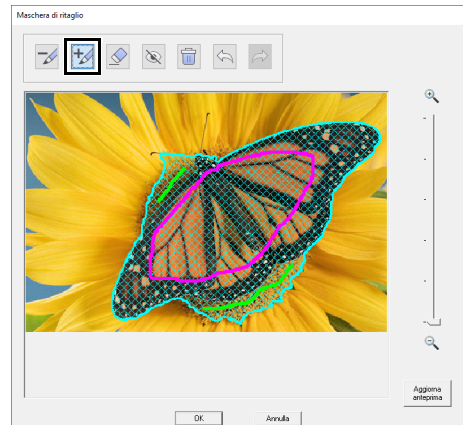 Maschera di ritaglio
Aggiorna
anteprima
OK
Annulla